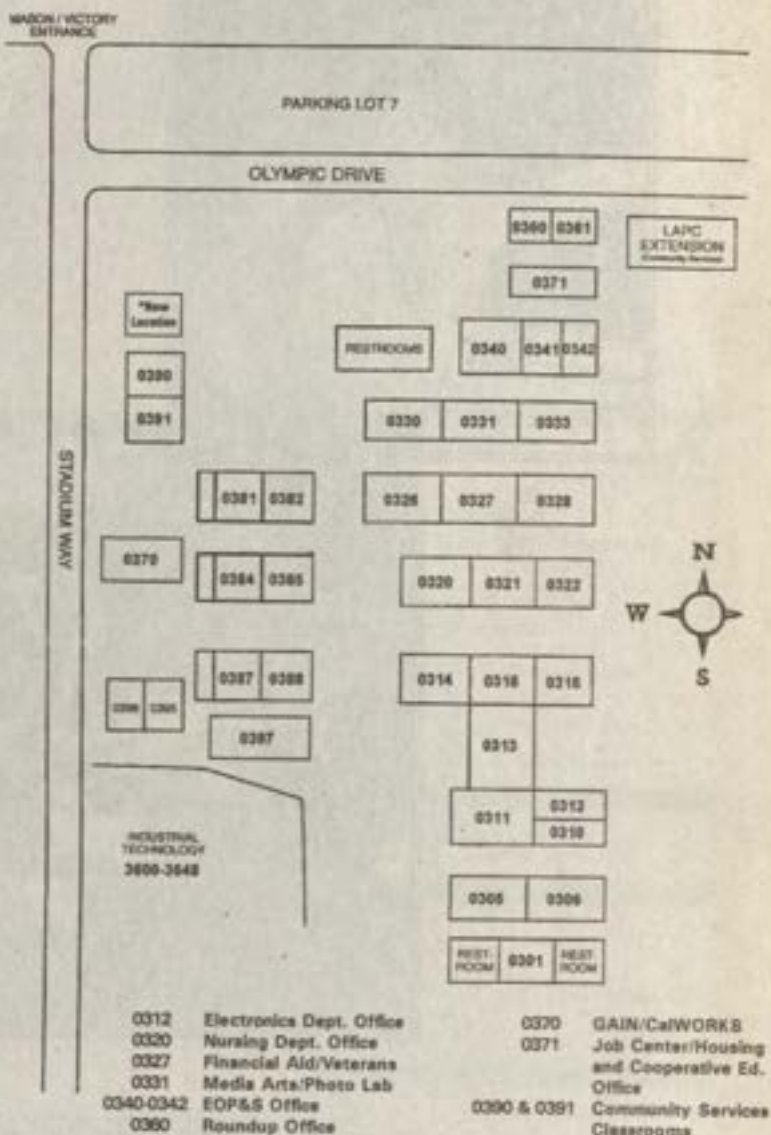 MASON / VICTORY
ENTRANCE
PARKING LOT 7
OLYMPIC DRIVE
0360 0361
LAPC
EXTENSION
(Community Services)
0371
*New
Location
RESTROOMS
0340 0341 0342
0390
0391
0330 0331 0333
STADIUM WAY
0381 0382
0326 0327 0328
0370
0384 0385
0320 0321 0322
N
W
S
0387 0388
0314 0316 0315
0397
0313
0311
0312
0310
INDUSTRIAL
TECHNOLOGY
3600-3648
0305 0306
REST-
ROOM
0301
REST
ROOM
0312 Electronics Dept. Office
0320 Nursing Dept. Office
0327 Financial Aid/Veterans
0331 Media Arts/Photo Lab
0340-0342 EOP&S Office
0360 Roundup Office
0370 GAIN/CalWORKS
0371 Job Center/Housing
and Cooperative Ed.
Office
0390 & 0391 Community Services
Classrooms